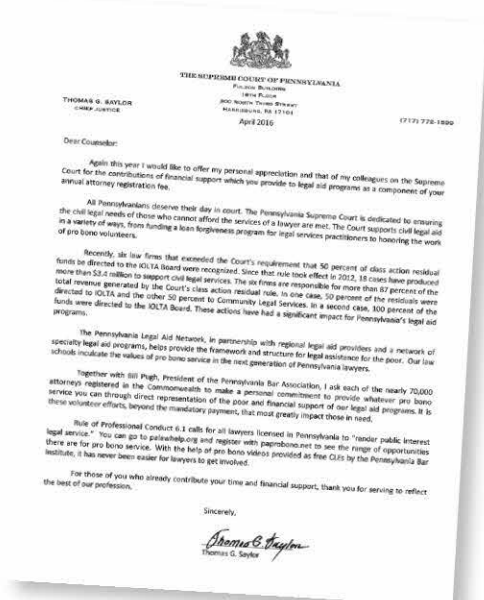 THE SUPREME COURT OF PENNSYLVANIA
FULTON BUILDING
16TH FLOOR
200 NORTH THIRD STREET
HARRISBURG, PA 17101
THOMAS G. SAYLOR
CHIEF JUSTICE
(717) 772-1599
April 2016
Dear Counselor:
Again this year I would like to offer my personal appreciation and that of my colleagues on the Supreme
Court for the contributions of financial support which you provide to legal aid programs as a component of your
annual attorney registration fee.
All Pennsylvanians deserve their day in court. The Pennsylvania Supreme Court is dedicated to ensuring
the civil legal needs of those who cannot afford the services of a lawyer are met. The Court supports civil legal aid
in a variety of ways, from funding a loan forgiveness program for legal services practitioners to honoring the work
of pro bono volunteers.
Recently, six law firms that exceeded the Court's requirement that 50 percent of class action residual
funds be directed to the IOLTA Board were recognized. Since that rule took effect in 2012, 18 cases have produced
more than $3.4 million to support civil legal services. The six firms are responsible for more than 87 percent of the
total revenue generated by the Court's class action residual rule. In one case, 50 percent of the residuals were
directed to IOLTA and the other 50 percent to Community Legal Services. In a second case, 100 percent of the
funds were directed to the IOLTA Board. These actions have had a significant impact for Pennsylvania's legal aid
programs.
The Pennsylvania Legal Aid Network, in partnership with regional legal aid providers and a network of
specialty legal aid programs, helps provide the framework and structure for legal assistance for the poor. Our law
schools inculcate the values of pro bono service in the next generation of Pennsylvania lawyers.
Together with Bill Pugh, President of the Pennsylvania Bar Association, I ask each of the nearly 70,000
attorneys registered in the Commonwealth to make a personal commitment to provide whatever pro bono
service you can through direct representation of the poor and financial support of our legal aid programs. It is
these volunteer efforts, beyond the mandatory payment, that most greatly impact those in need.
Rule of Professional Conduct 6.1 calls for all lawyers licensed in Pennsylvania to "render public interest
legal service." You can go to palawhelp.org and register with paprobono.net to see the range of opportunities
there are for pro bono service. With the help of pro bono videos provided as free CLEs by the Pennsylvania Bar
Institute, it has never been easier for lawyers to get involved.
For those of you who already contribute your time and financial support, thank you for serving to reflect
the best of our profession.
Sincerely,
Thomas G. Saylor
Thomas G. Saylor